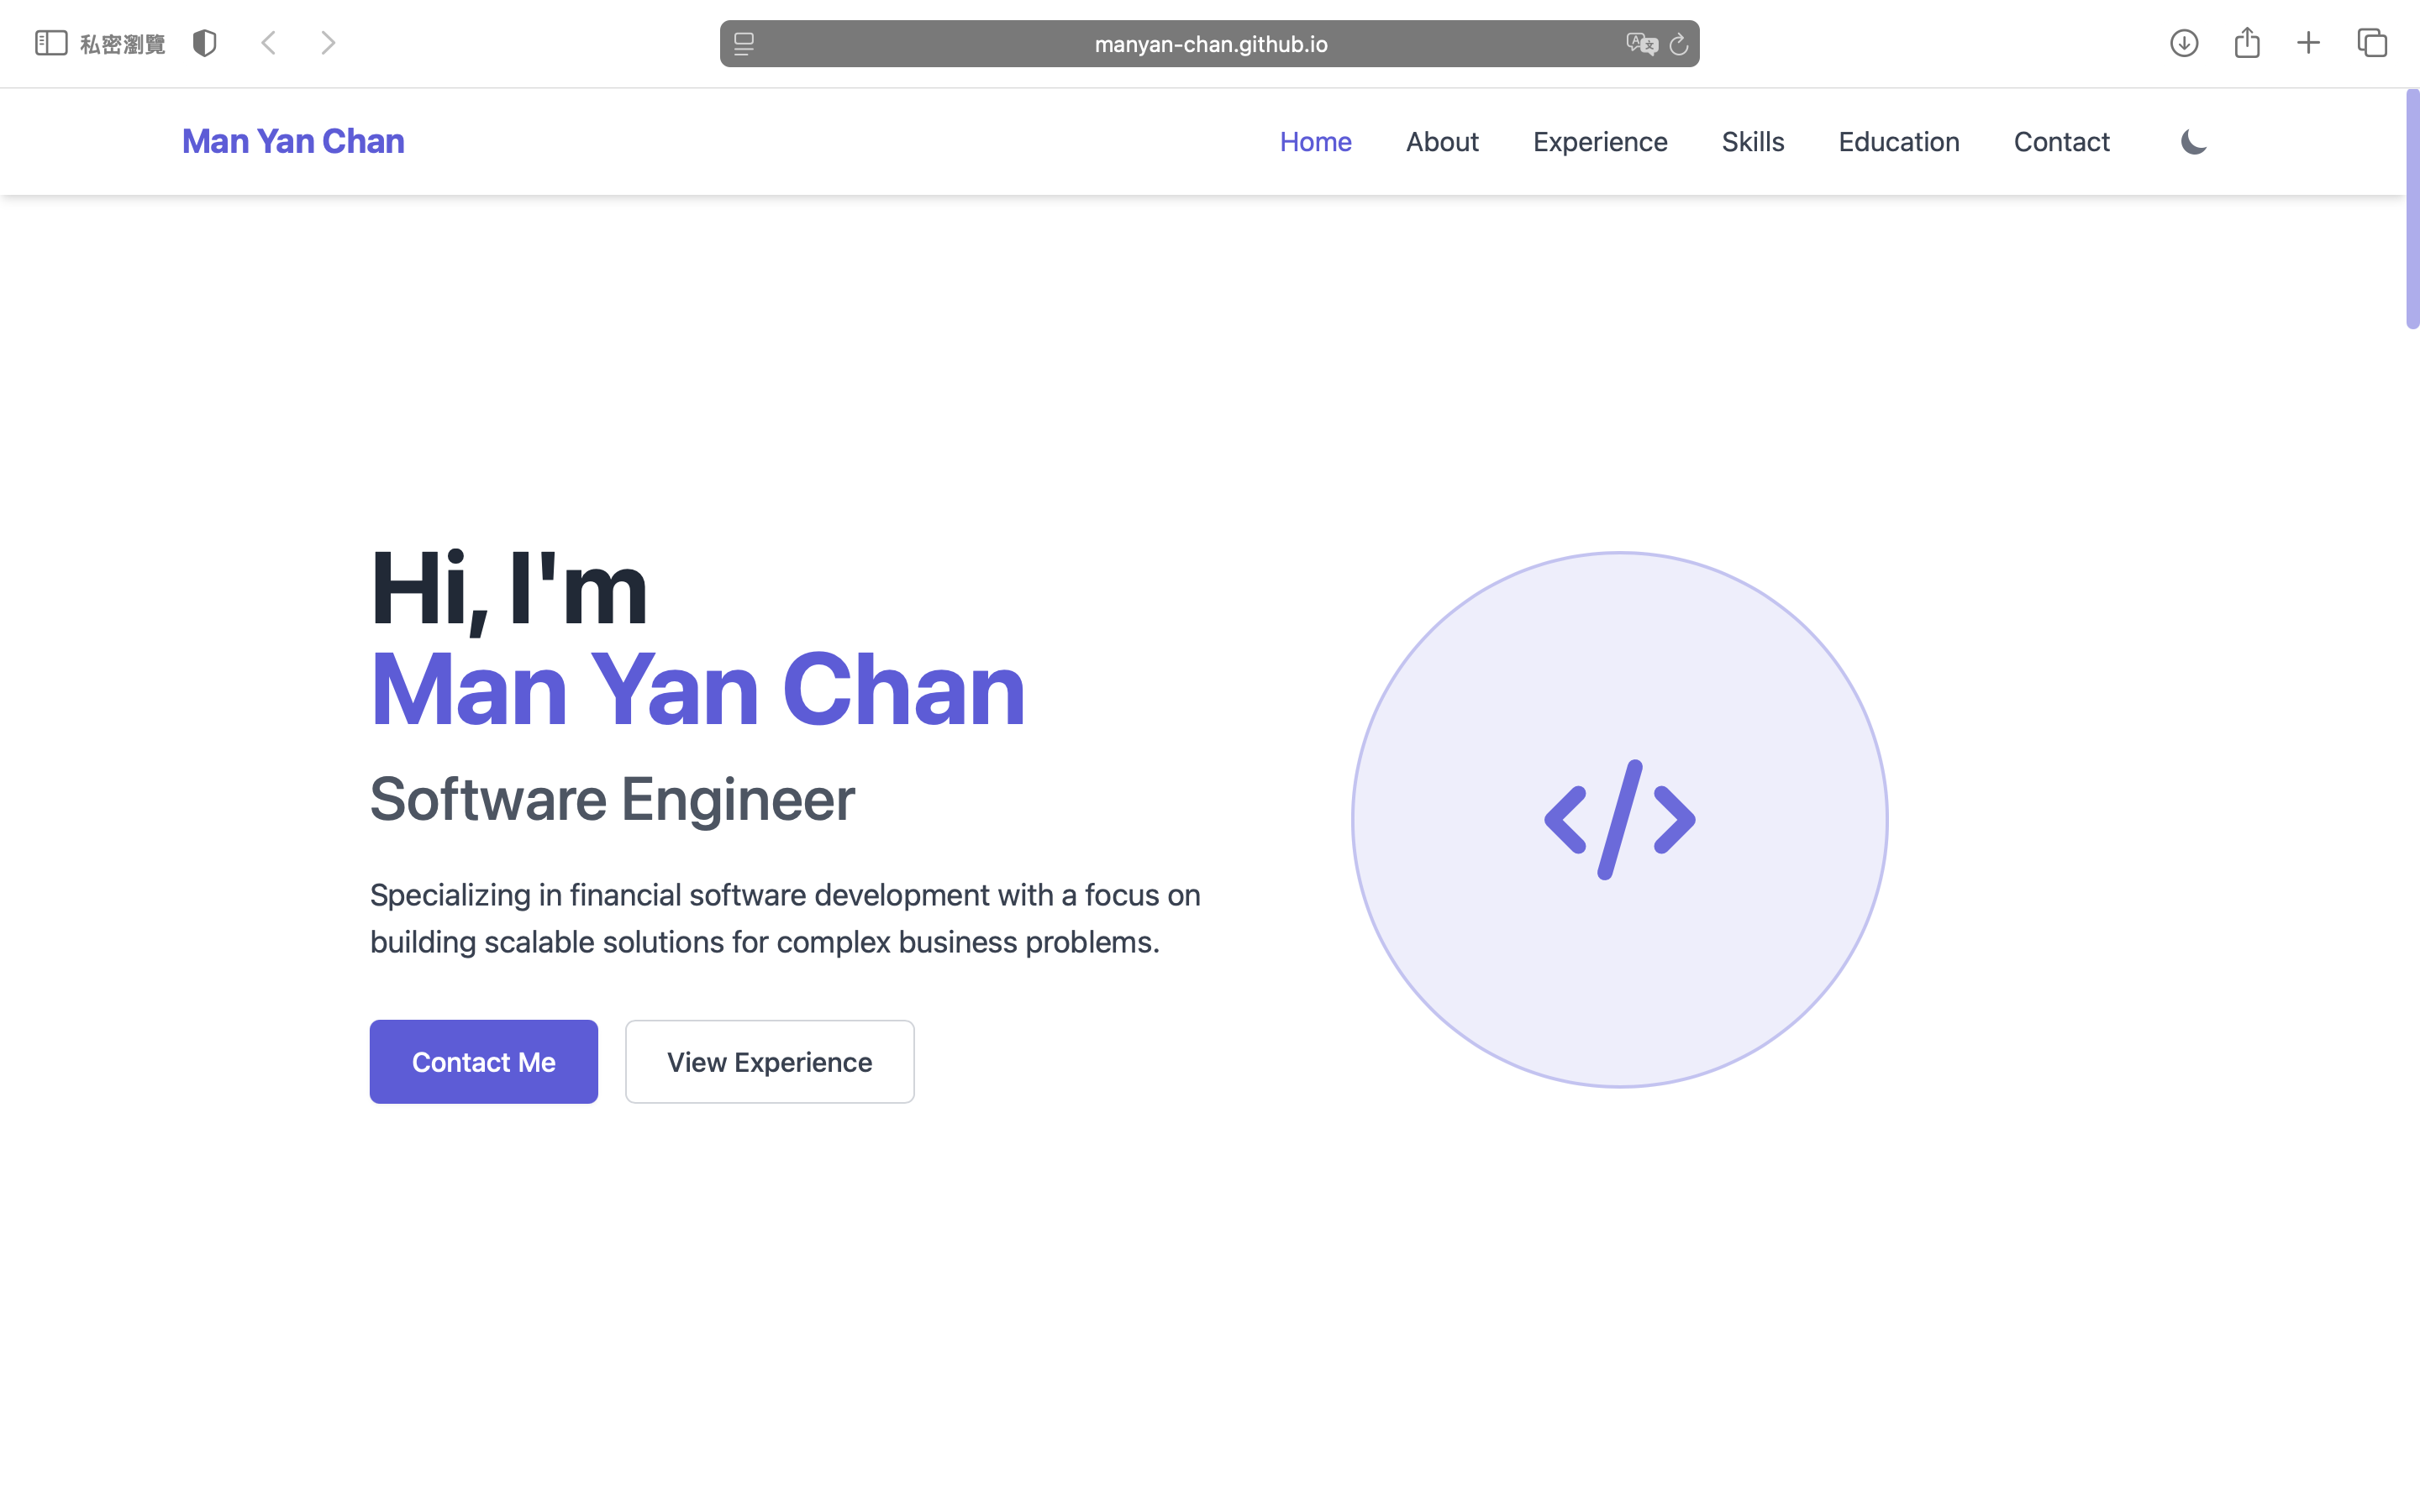 私密瀏覽
manyan-chan.github.io
Man Yan Chan
Home About Experience Skills Education Contact
Hi, I'm
Man Yan Chan
Software Engineer
Specializing in financial software development with a focus on
building scalable solutions for complex business problems.
Contact Me View Experience